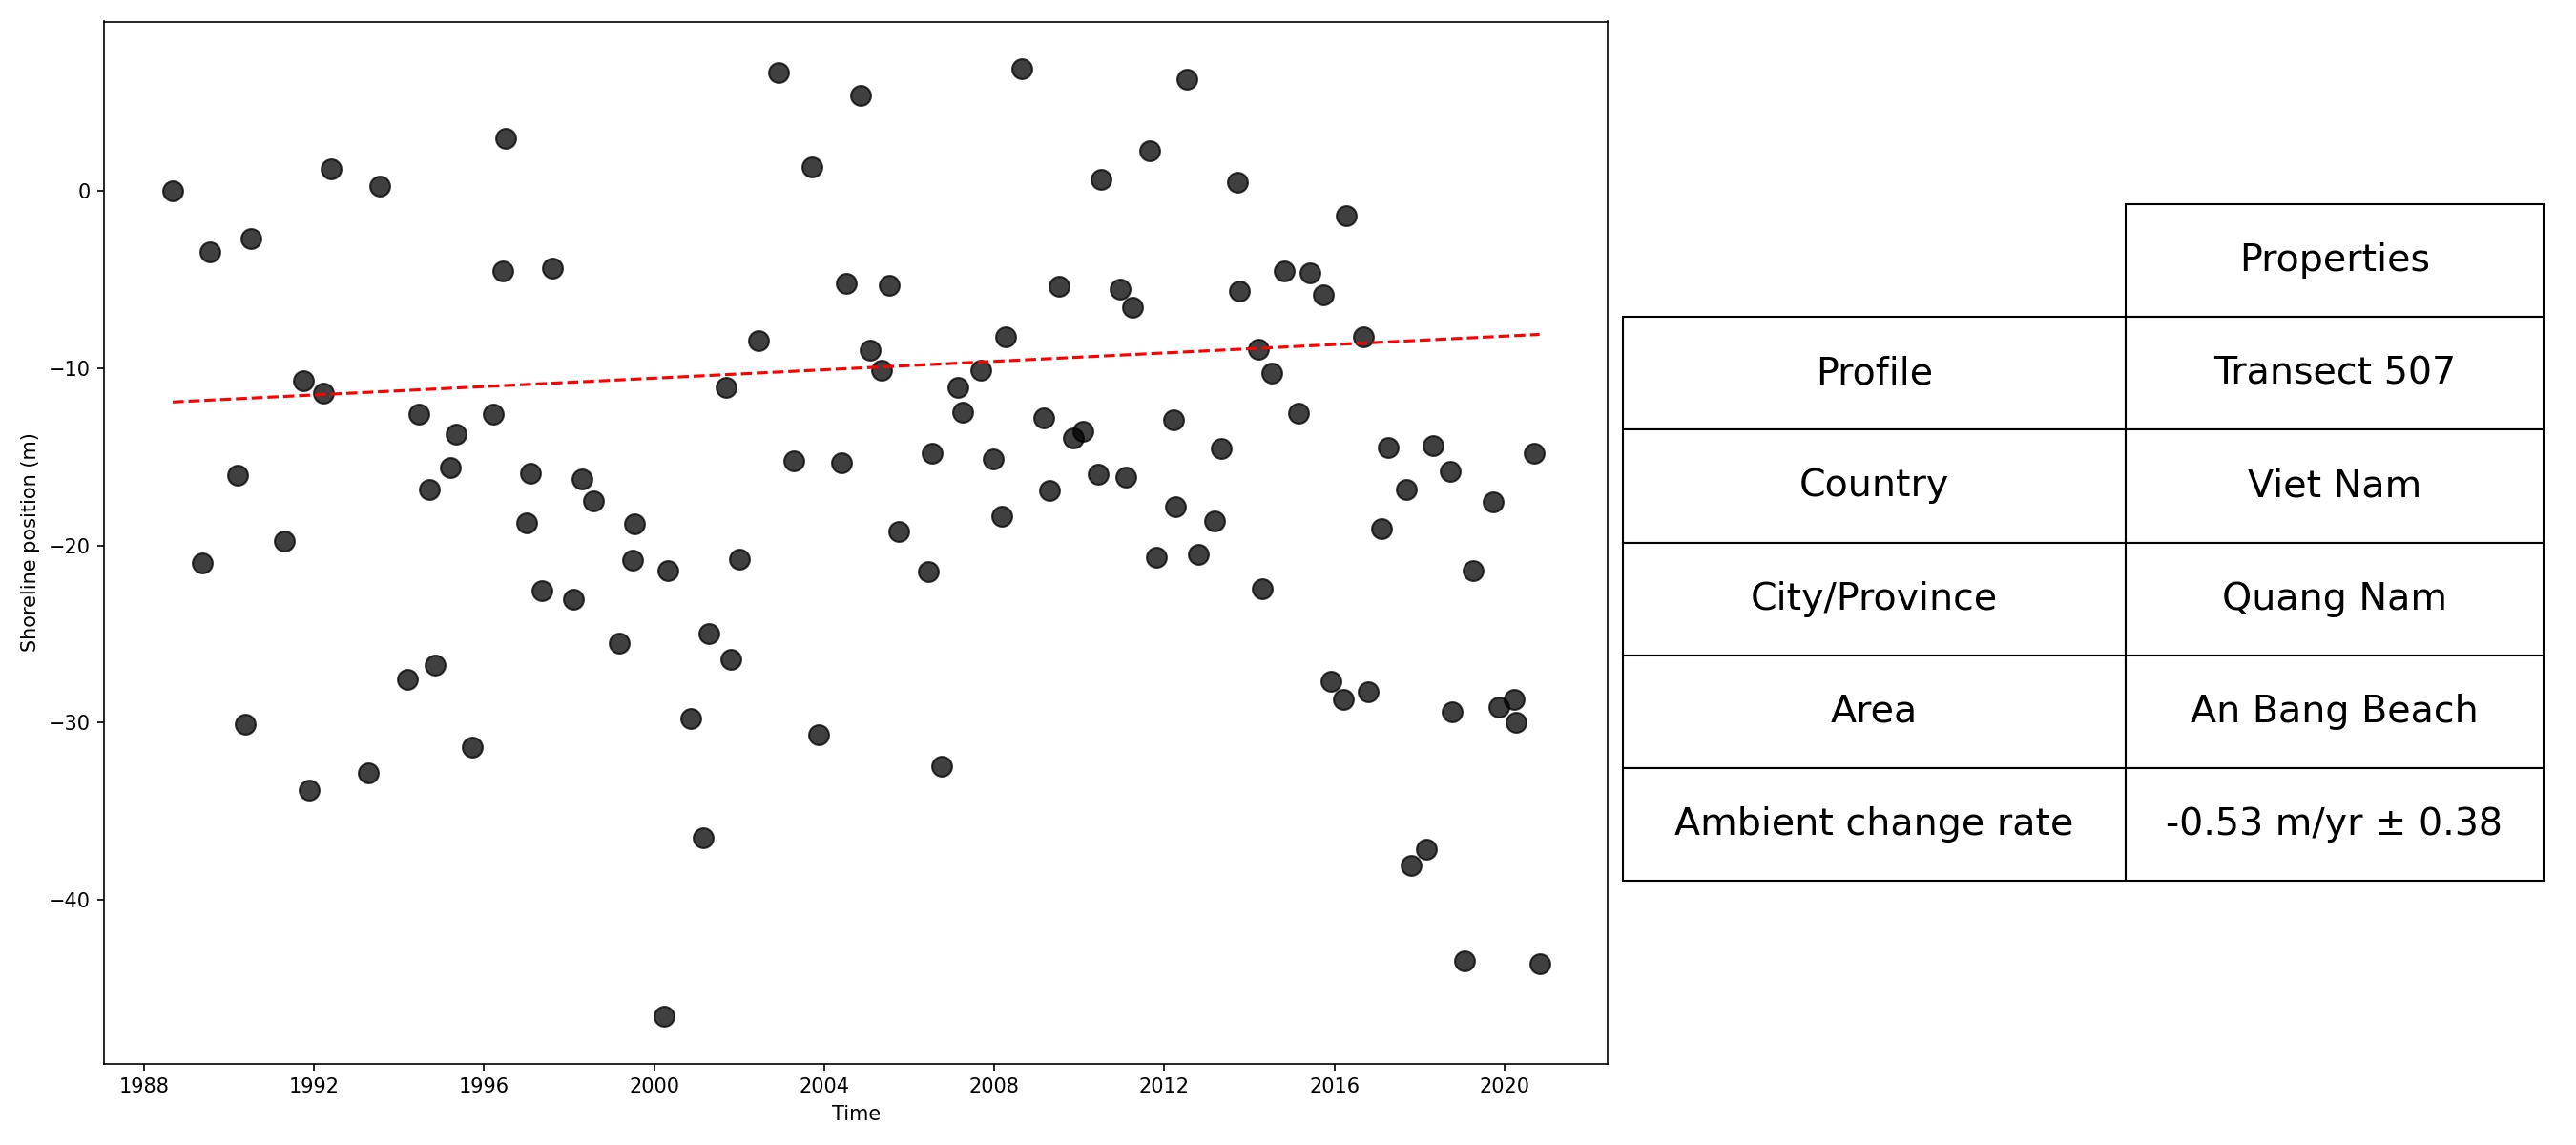 0
−10
−20
−30
−40
Shoreline position (m)
1988 1992 1996 2000 2004 2008 2012 2016 2020
Time
Properties
Profile Transect 507
Country Viet Nam
City/Province Quang Nam
Area An Bang Beach
Ambient change rate -0.53 m/yr ± 0.38